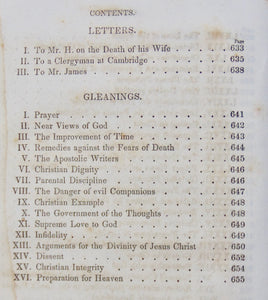 CONTENTS.
LETTERS.
Page
I. To Mr. H. on the Death of his Wife . . . . 633
II. To a Clergyman at Cambridge . . . . . 635
III. To Mr. James . . . . . . . . 638
GLEANINGS.
I. Prayer . . . . . . . . . 641
II. Near Views of God . . . . . . . 642
III. The Improvement of Time . . . . . . 643
IV. Remedies against the Fears of Death . . . . 644
V. The Apostolic Writers . . . . . . 645
VI. Christian Dignity . . . . . . . 646
VII. Parental Discipline . . . . . . . 646
VIII. The Danger of evil Companions . . . . . 647
IX. Christian Example . . . . . . . 648
X. The Government of the Thoughts . . . . 648
XI. Supreme Love to God . . . . . . 649
XII. Infidelity . . . . . . . . 649
XIII. Arguments for the Divinity of Jesus Christ . . 650
XIV. Dissent . . . . . . . . 652
XV. Christian Integrity . . . . . . . 654
XVI. Preparation for Heaven . . . . . . 655